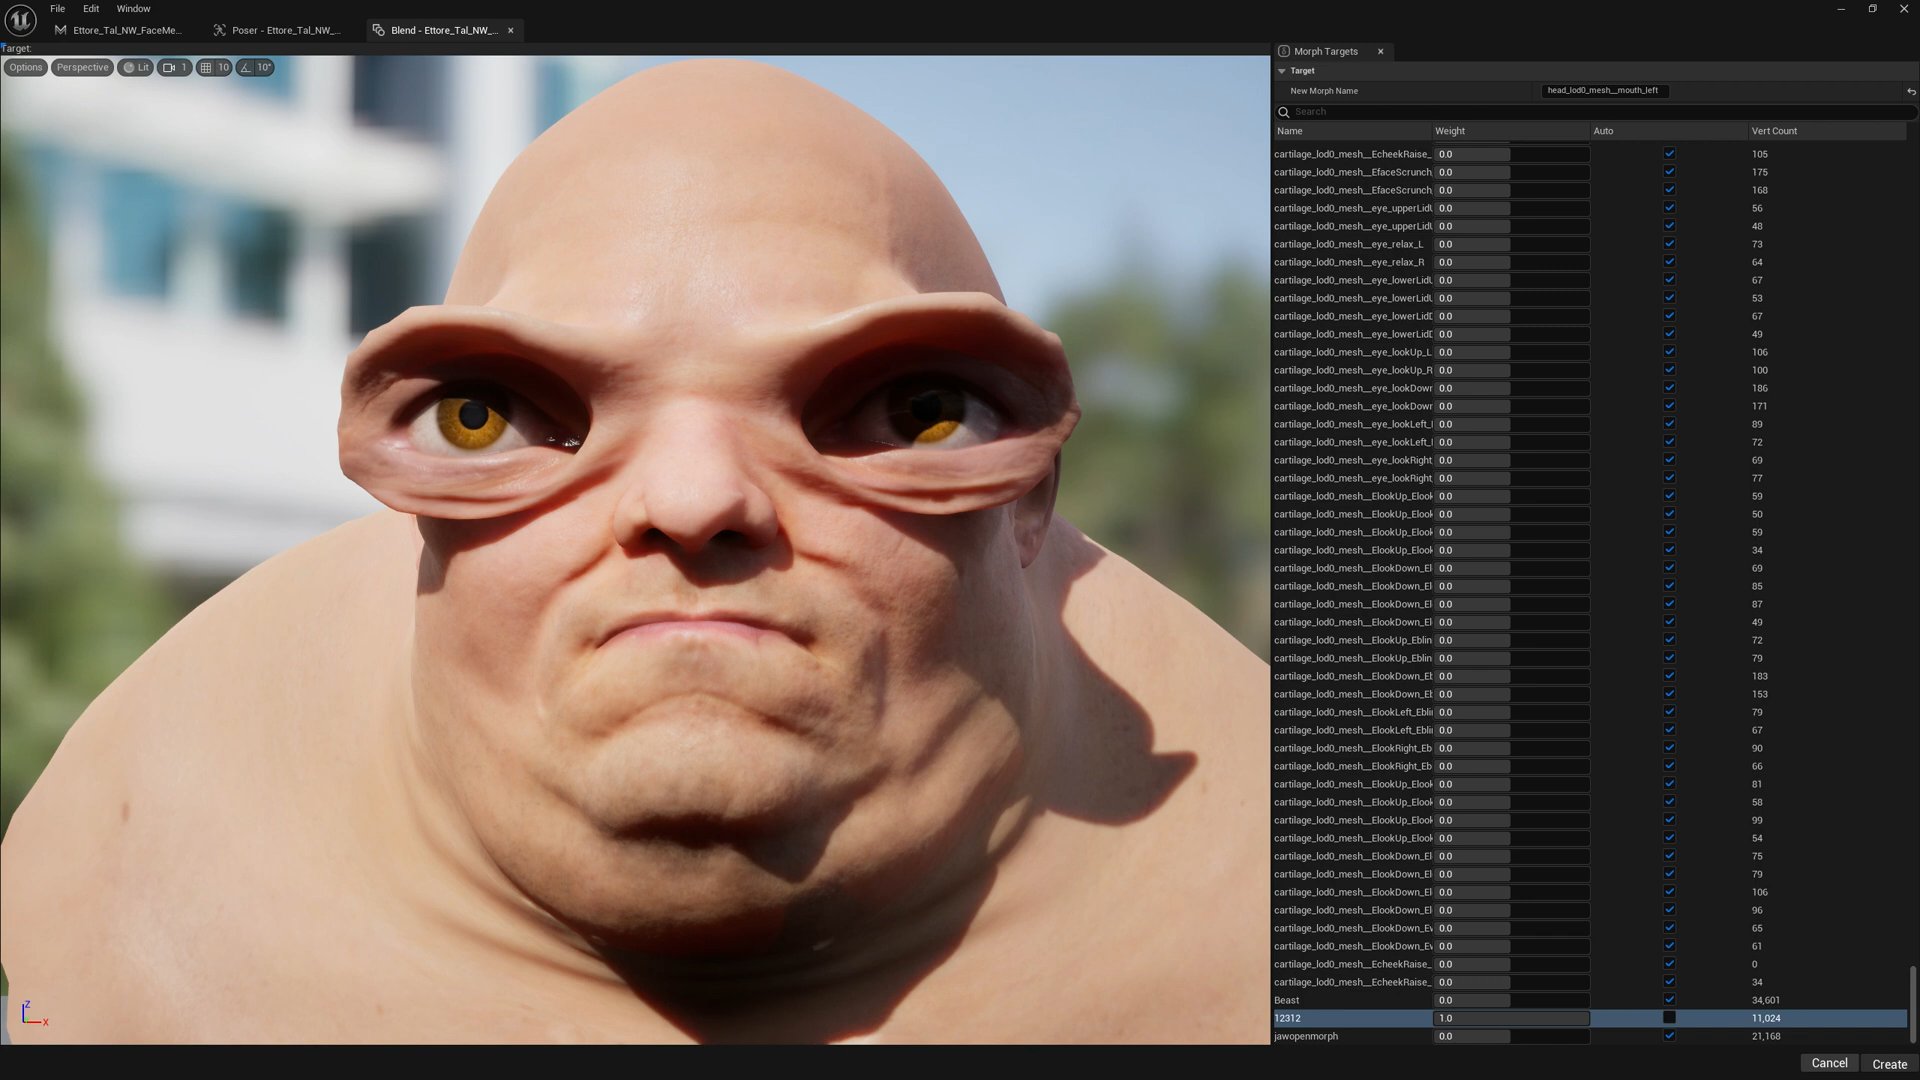 File Edit Window
Ettore_Tal_NW_FaceMe... Poser - Ettore_Tal_NW_... Blend - Ettore_Tal_NW_...
Target:
Options Perspective Lit 1 10 10°
Morph Targets
Target
New Morph Name head_lod0_mesh__mouth_left
Search
Name Weight Auto Vert Count
cartilage_lod0_mesh__EcheekRaise_ 0.0 105
cartilage_lod0_mesh__EfaceScrunch 0.0 175
cartilage_lod0_mesh__EfaceScrunch 0.0 168
cartilage_lod0_mesh__eye_upperLid 0.0 56
cartilage_lod0_mesh__eye_upperLid 0.0 48
cartilage_lod0_mesh__eye_relax_L 0.0 73
cartilage_lod0_mesh__eye_relax_R 0.0 64
cartilage_lod0_mesh__eye_lowerLid 0.0 67
cartilage_lod0_mesh__eye_lowerLid 0.0 53
cartilage_lod0_mesh__eye_lowerLid 0.0 67
cartilage_lod0_mesh__eye_lowerLid 0.0 49
cartilage_lod0_mesh__eye_lookUp_L 0.0 106
cartilage_lod0_mesh__eye_lookUp_R 0.0 100
cartilage_lod0_mesh__eye_lookDown 0.0 186
cartilage_lod0_mesh__eye_lookDown 0.0 171
cartilage_lod0_mesh__eye_lookLeft_ 0.0 89
cartilage_lod0_mesh__eye_lookLeft_ 0.0 72
cartilage_lod0_mesh__eye_lookRight 0.0 69
cartilage_lod0_mesh__eye_lookRight 0.0 77
cartilage_lod0_mesh__ElookUp_Elook 0.0 59
cartilage_lod0_mesh__ElookUp_Elook 0.0 50
cartilage_lod0_mesh__ElookUp_Elook 0.0 59
cartilage_lod0_mesh__ElookUp_Elook 0.0 34
cartilage_lod0_mesh__ElookDown_El 0.0 69
cartilage_lod0_mesh__ElookDown_El 0.0 85
cartilage_lod0_mesh__ElookDown_El 0.0 87
cartilage_lod0_mesh__ElookDown_El 0.0 49
cartilage_lod0_mesh__ElookUp_Eblin 0.0 72
cartilage_lod0_mesh__ElookUp_Eblin 0.0 79
cartilage_lod0_mesh__ElookDown_Eb 0.0 183
cartilage_lod0_mesh__ElookDown_Eb 0.0 153
cartilage_lod0_mesh__ElookLeft_Ebli 0.0 79
cartilage_lod0_mesh__ElookLeft_Ebli 0.0 67
cartilage_lod0_mesh__ElookRight_Eb 0.0 90
cartilage_lod0_mesh__ElookRight_Eb 0.0 66
cartilage_lod0_mesh__ElookUp_Elook 0.0 81
cartilage_lod0_mesh__ElookUp_Elook 0.0 58
cartilage_lod0_mesh__ElookUp_Elook 0.0 99
cartilage_lod0_mesh__ElookUp_Elook 0.0 54
cartilage_lod0_mesh__ElookDown_El 0.0 75
cartilage_lod0_mesh__ElookDown_El 0.0 79
cartilage_lod0_mesh__ElookDown_El 0.0 106
cartilage_lod0_mesh__ElookDown_El 0.0 96
cartilage_lod0_mesh__ElookDown_Ev 0.0 65
cartilage_lod0_mesh__ElookDown_Ev 0.0 61
cartilage_lod0_mesh__EcheekRaise_ 0.0 0
cartilage_lod0_mesh__EcheekRaise_ 0.0 34
Beast 0.0 34,601
12312 1.0 11,024
jawopenmorph 0.0 21,168
Z
X
Cancel Create